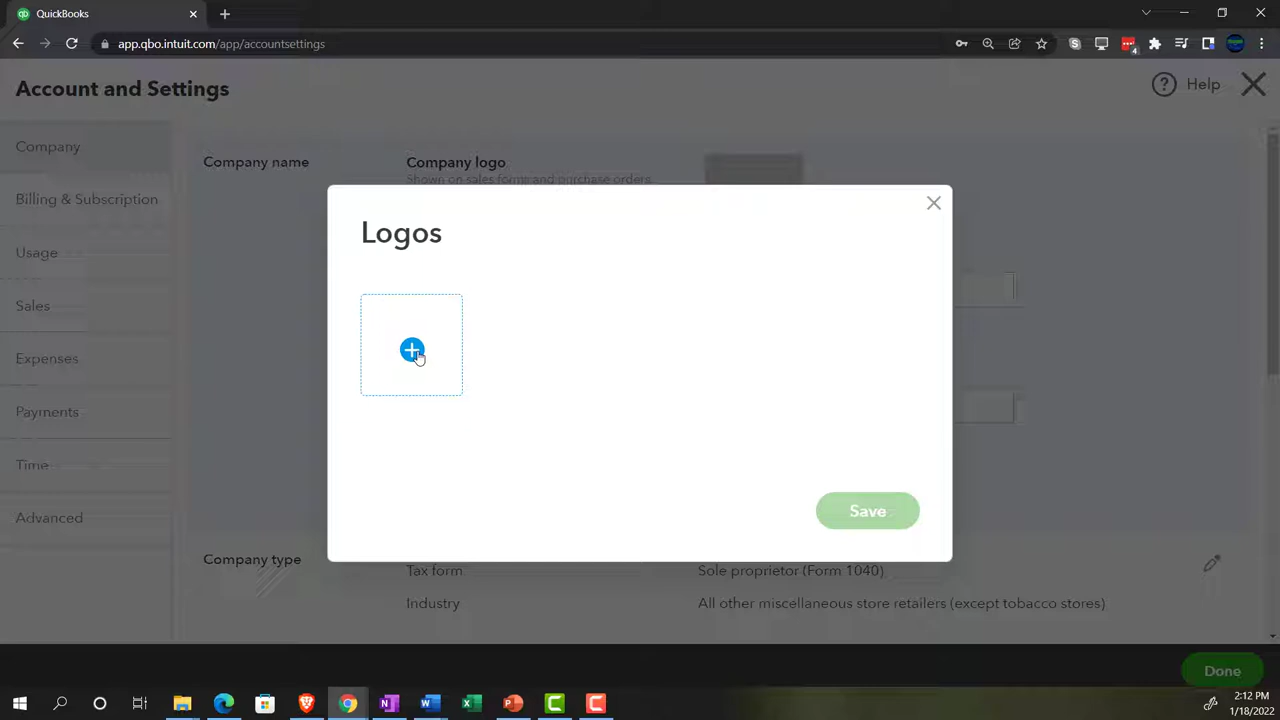 QuickBooks
app.qbo.intuit.com/app/accountsettings
4
Account and Settings
Help
Company
Billing & Subscription
Usage
Sales
Expenses
Payments
Time
Advanced
Company name
Company logo
Shown on sales forms and purchase orders.
Logos
Save
Company type
Tax form
Sole proprietor (Form 1040)
Industry
All other miscellaneous store retailers (except tobacco stores)
Done
2:12 PM
1/18/2022